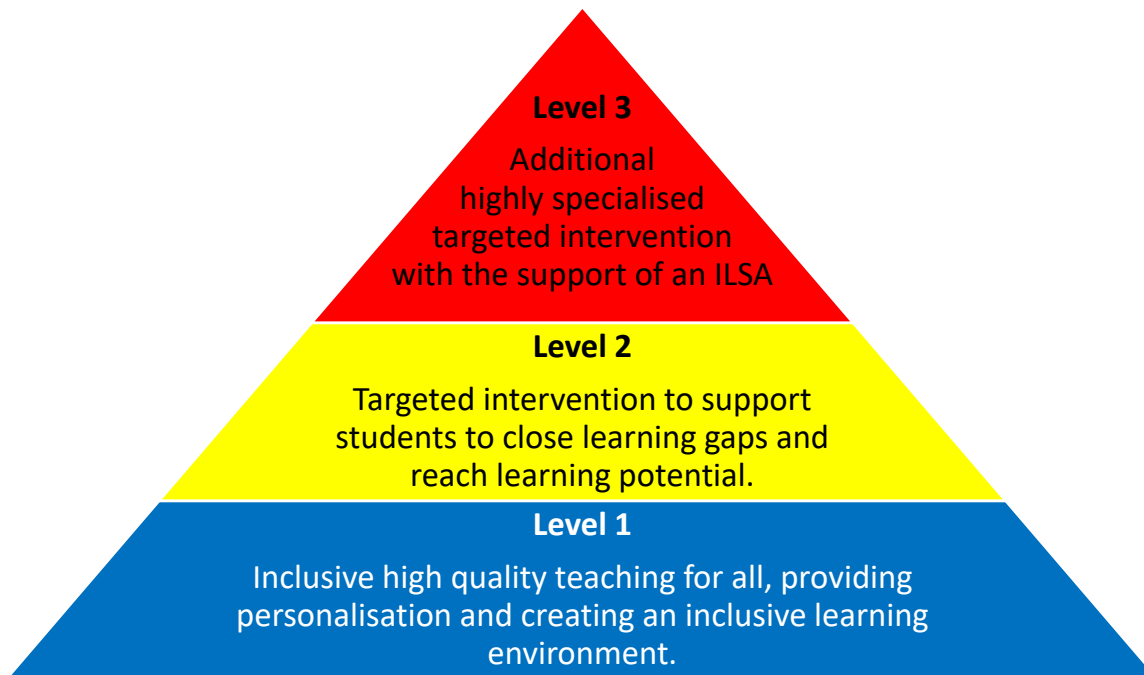 Level 3
Additional
highly specialised
targeted intervention
with the support of an ILSA
Level 2
Targeted intervention to support
students to close learning gaps and
reach learning potential.
Level 1
Inclusive high quality teaching for all, providing
personalisation and creating an inclusive learning
environment.